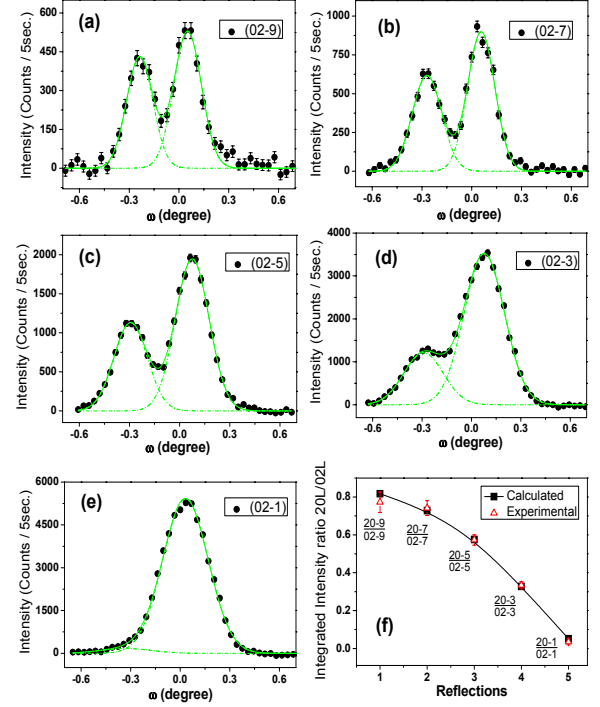 (a)
(02-9)
600
450
300
150
0
Intensity (Counts / 5sec.)
-0.6 -0.3 0.0 0.3 0.6
ω (degree)
(b)
(02-7)
1000
750
500
250
0
Intensity (Counts / 5sec.)
-0.6 -0.3 0.0 0.3 0.6
ω (degree)
(c)
(02-5)
2000
1500
1000
500
0
Intensity (Counts / 5sec.)
-0.6 -0.3 0.0 0.3 0.6
ω (degree)
(d)
(02-3)
4000
3000
2000
1000
0
Intensity (Counts / 5sec.)
-0.6 -0.3 0.0 0.3 0.6
ω (degree)
(e)
(02-1)
6000
4500
3000
1500
0
Intensity (Counts / 5sec.)
-0.6 -0.3 0.0 0.3 0.6
ω (degree)
Calculated
Experimental
0.8
0.6
0.4
0.2
0.0
Integrated Intensity ratio 20L/02L
20-9
02-9
20-7
02-7
20-5
02-5
20-3
02-3
20-1
02-1
(f)
1 2 3 4 5
Reflections